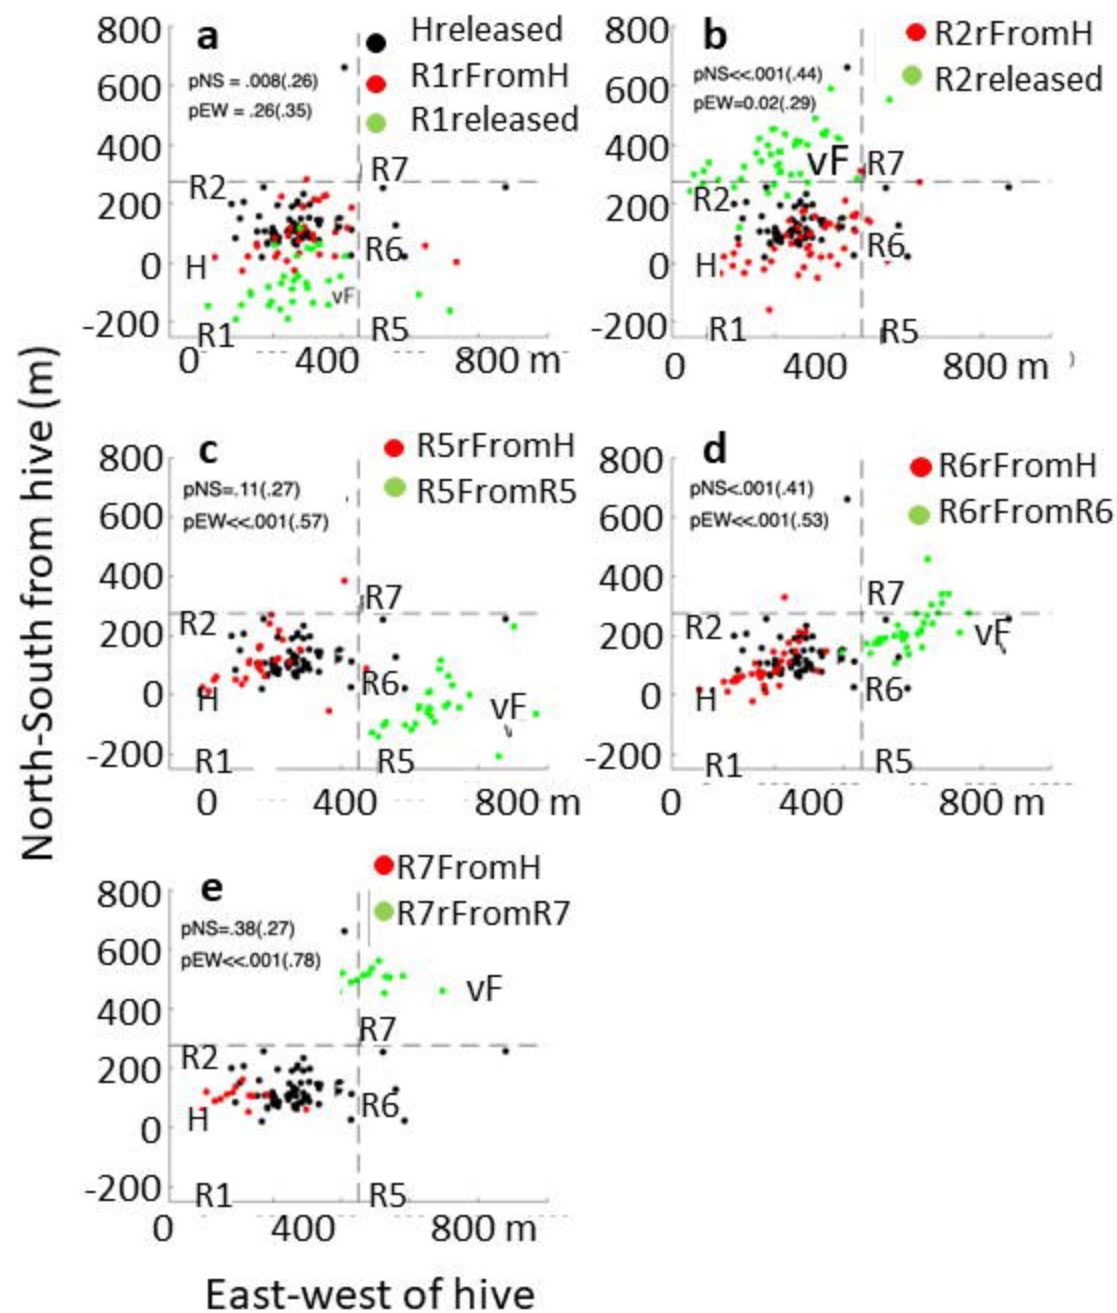 North-South from hive (m)
a
Hreleased
R1rFromH
R1released
pNS = .008(.26)
pEW = .26(.35)
800
600
400
200
0
-200
R2
R7
H
R6
vF
R1
R5
0 400 800 m
b
R2rFromH
R2released
pNS<<.001(.44)
pEW=0.02(.29)
800
600
400
200
0
-200
vF
R7
R2
H
R6
R1
R5
0 400 800 m
c
R5rFromH
R5FromR5
pNS=.11(.27)
pEW<<.001(.57)
800
600
400
200
0
-200
R7
R2
H
R6
vF
R1
R5
0 400 800 m
d
R6rFromH
R6rFromR6
pNS<.001(.41)
pEW<<.001(.53)
800
600
400
200
0
-200
R7
R2
vF
H
R6
R1
R5
0 400 800 m
e
R7FromH
R7rFromR7
pNS=.38(.27)
pEW<<.001(.78)
800
600
400
200
0
-200
vF
R7
R2
H
R6
R1
R5
0 400 800 m
East-west of hive